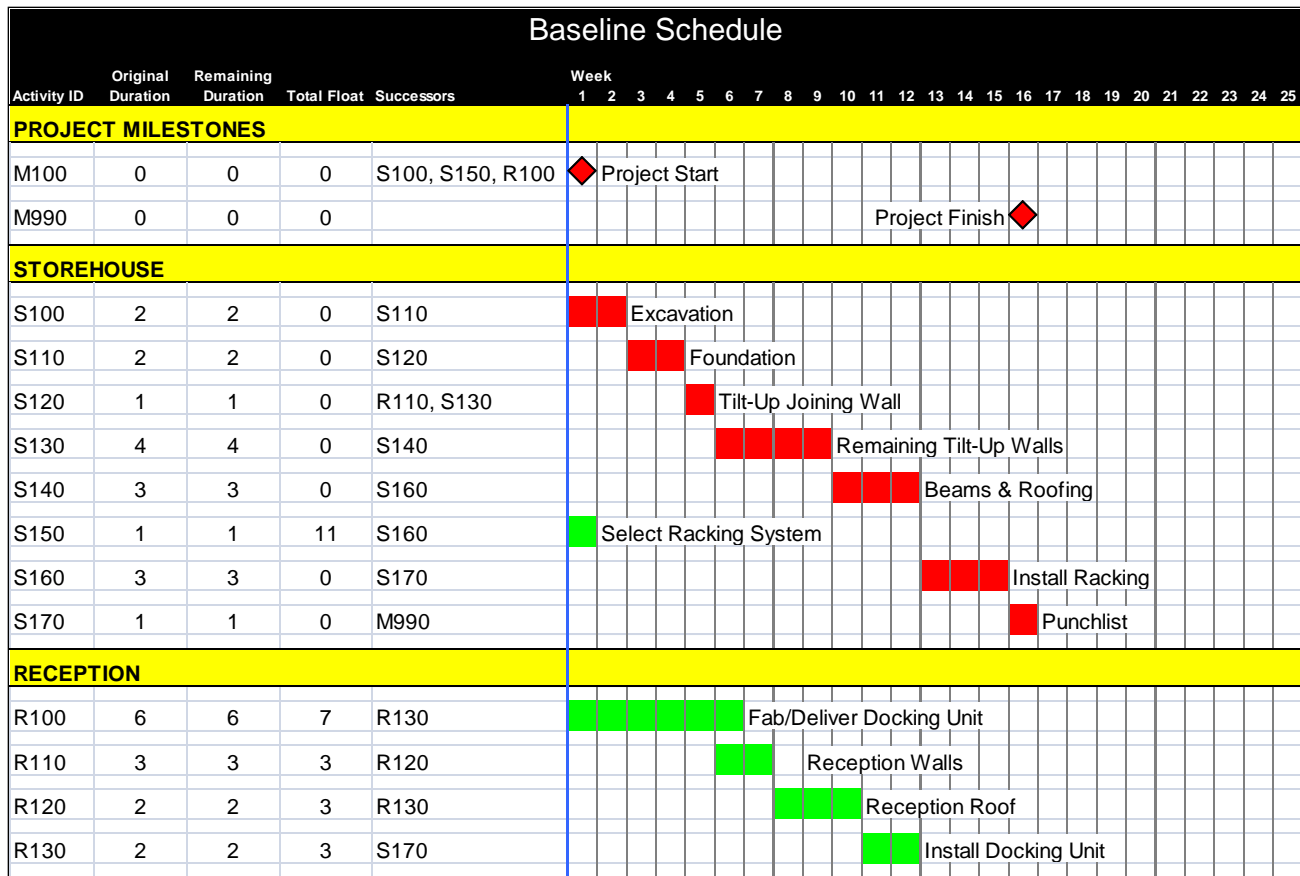 Baseline Schedule
Original Remaining Week
Activity ID Duration Duration Total Float Successors 1 2 3 4 5 6 7 8 9 10 11 12 13 14 15 16 17 18 19 20 21 22 23 24 25
PROJECT MILESTONES
M100 0 0 0 S100, S150, R100 Project Start
M990 0 0 0 Project Finish
STOREHOUSE
S100 2 2 0 S110 Excavation
S110 2 2 0 S120 Foundation
S120 1 1 0 R110, S130 Tilt-Up Joining Wall
S130 4 4 0 S140 Remaining Tilt-Up Walls
S140 3 3 0 S160 Beams & Roofing
S150 1 1 11 S160 Select Racking System
S160 3 3 0 S170 Install Racking
S170 1 1 0 M990 Punchlist
RECEPTION
R100 6 6 7 R130 Fab/Deliver Docking Unit
R110 3 3 3 R120 Reception Walls
R120 2 2 3 R130 Reception Roof
R130 2 2 3 S170 Install Docking Unit